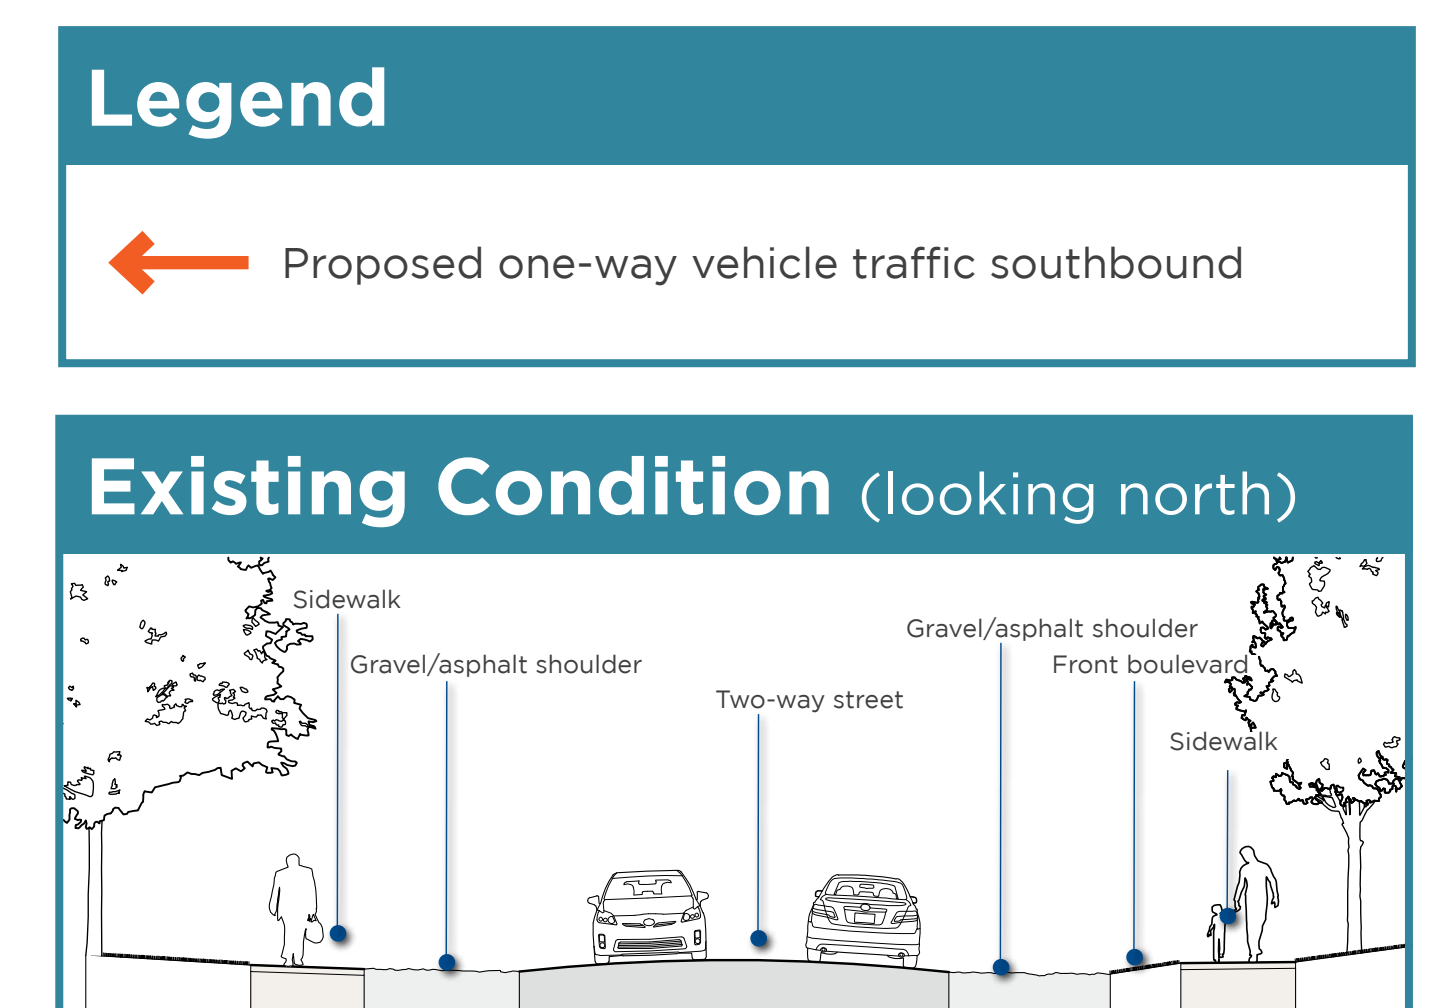 Legend
Proposed one-way vehicle traffic southbound
Existing Condition (looking north)
Sidewalk
Gravel/asphalt shoulder
Gravel/asphalt shoulder
Front boulevard
Two-way street
Sidewalk